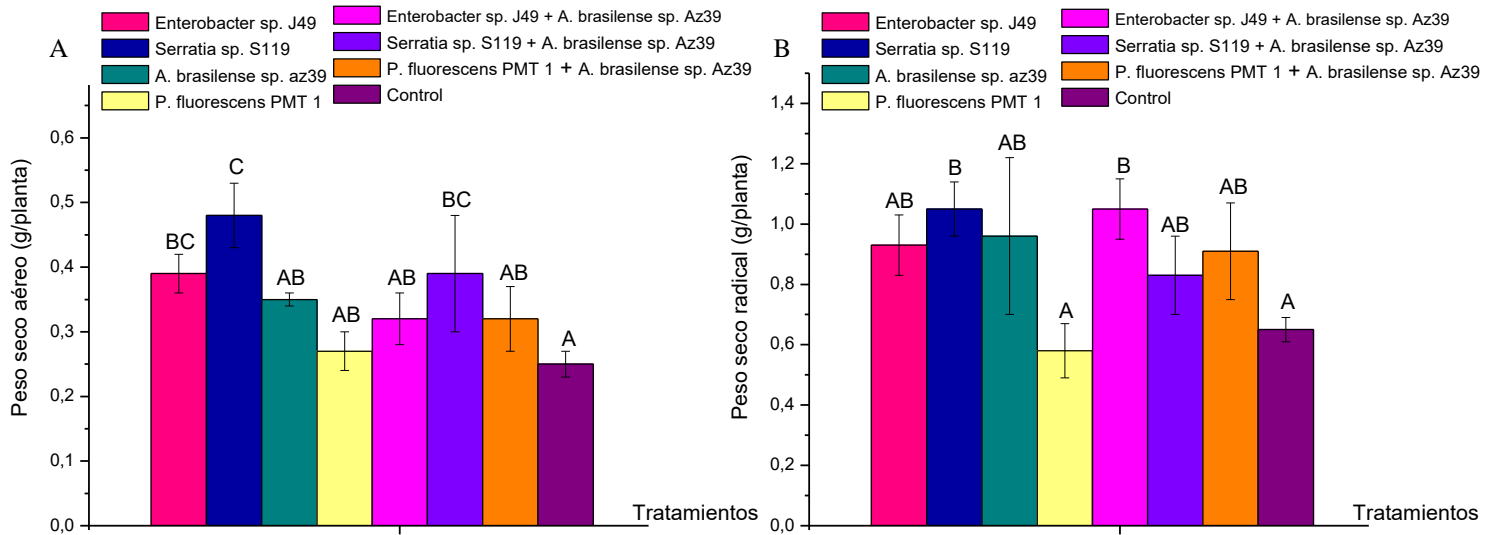 A
Enterobacter sp. J49
Serratia sp. S119
A. brasilense sp. az39
P. fluorescens PMT 1
Enterobacter sp. J49 + A. brasilense sp. Az39
Serratia sp. S119 + A. brasilense sp. Az39
P. fluorescens PMT 1 + A. brasilense sp. Az39
Control
Peso seco aéreo (g/planta)
0,6
0,5
0,4
0,3
0,2
0,1
0,0
BC
C
AB
AB
AB
BC
AB
A
Tratamientos
B
Enterobacter sp. J49
Serratia sp. S119
A. brasilense sp. az39
P. fluorescens PMT 1
Enterobacter sp. J49 + A. brasilense sp. Az39
Serratia sp. S119 + A. brasilense sp. Az39
P. fluorescens PMT 1 + A. brasilense sp. Az39
Control
Peso seco radical (g/planta)
1,4
1,2
1,0
0,8
0,6
0,4
0,2
0,0
AB
B
AB
A
B
AB
AB
A
Tratamientos